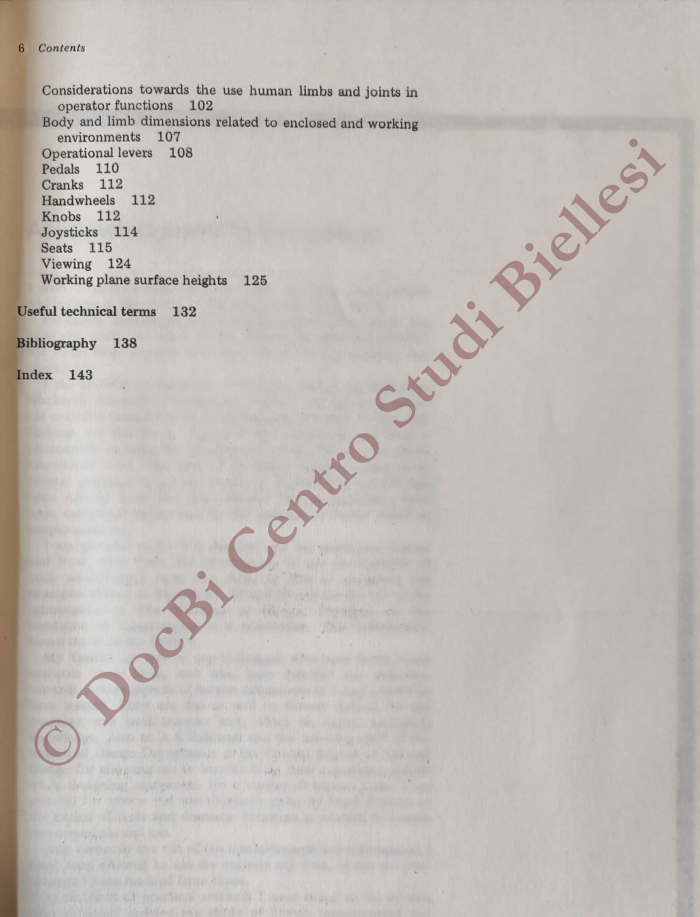 6 Contents
Considerations towards the use human limbs and joints in
operator functions 102
Body and limb dimensions related to enclosed and working
environments 107
Operational levers 108
Pedals 110
Cranks 112
Handwheels 112
Knobs 112
Joysticks 114
Seats 115
Viewing 124
Working plane surface heights 125
Useful technical terms 132
Bibliography 138
Index 143
© DocBi Centro Studi Biellesi